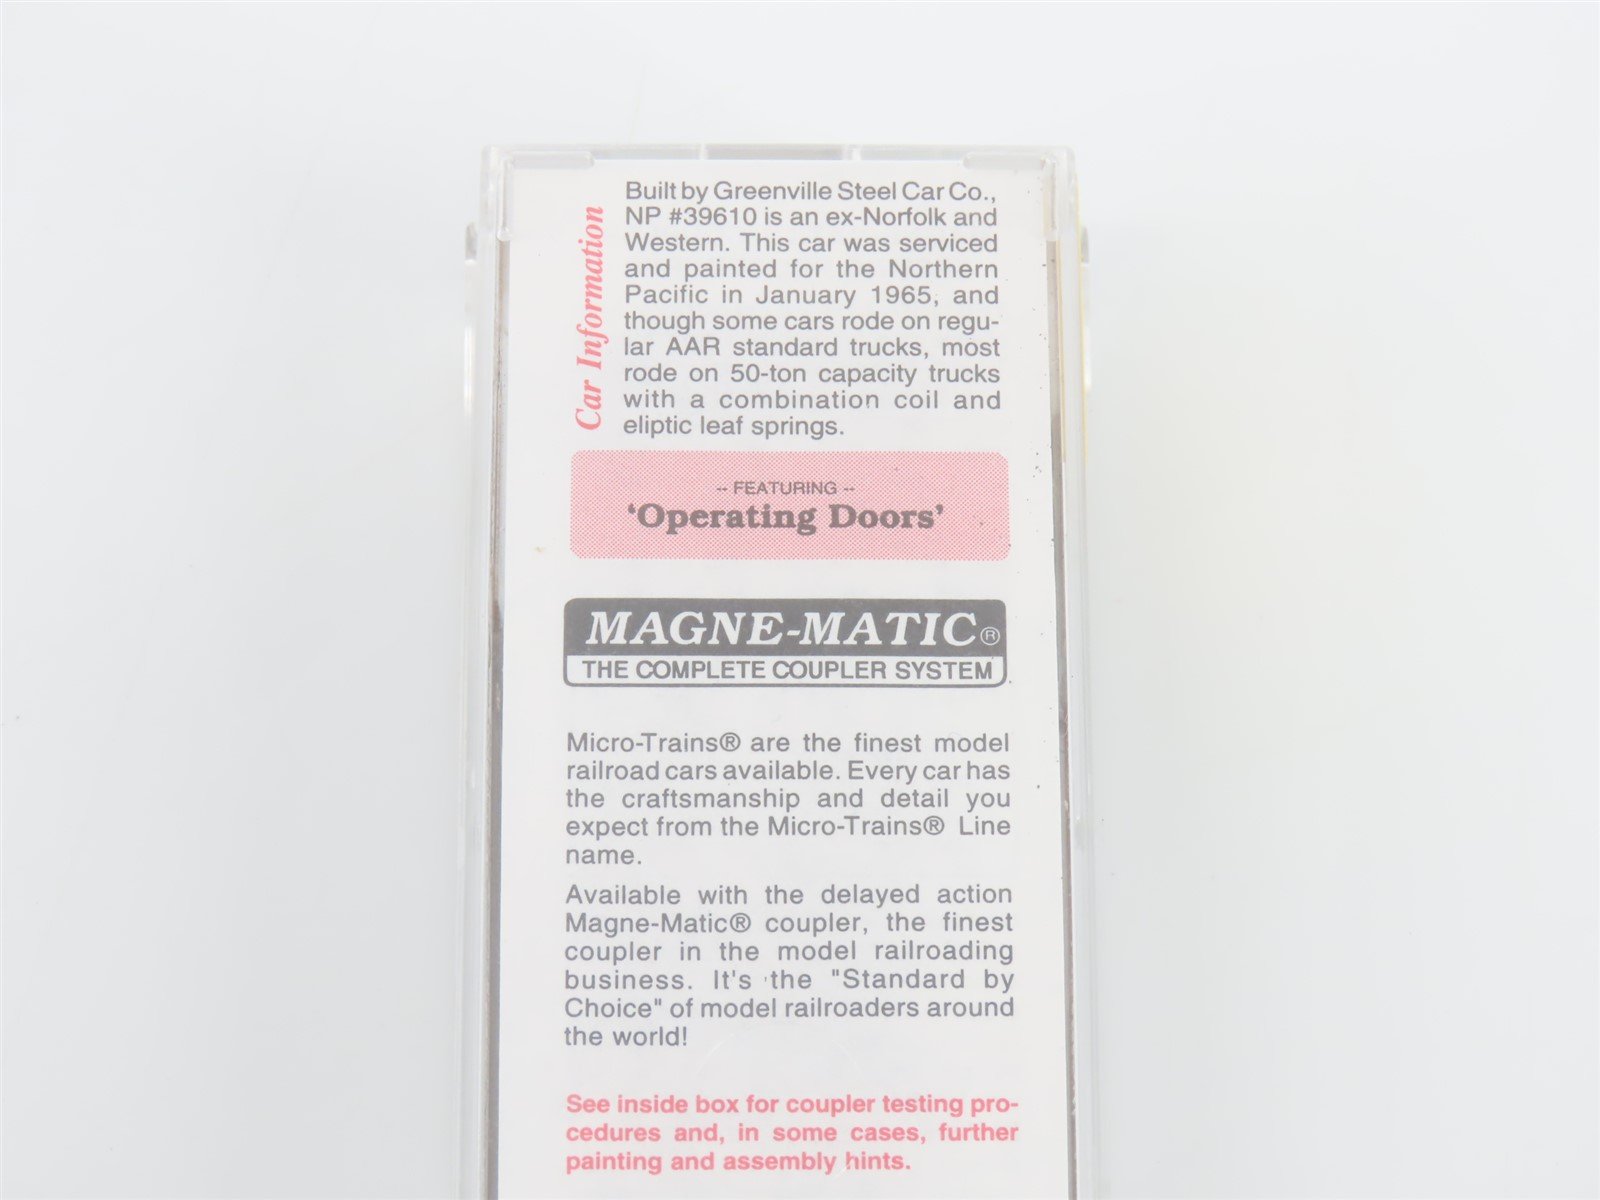 Car Information
Built by Greenville Steel Car Co.,
NP #39610 is an ex-Norfolk and
Western. This car was serviced
and painted for the Northern
Pacific in January 1965, and
though some cars rode on regu-
lar AAR standard trucks, most
rode on 50-ton capacity trucks
with a combination coil and
eliptic leaf springs.
-- FEATURING --
'Operating Doors'
MAGNE-MATIC®
THE COMPLETE COUPLER SYSTEM
Micro-Trains® are the finest model
railroad cars available. Every car has
the craftsmanship and detail you
expect from the Micro-Trains® Line
name.
Available with the delayed action
Magne-Matic® coupler, the finest
coupler in the model railroading
business. It's the "Standard by
Choice" of model railroaders around
the world!
See inside box for coupler testing pro-
cedures and, in some cases, further
painting and assembly hints.